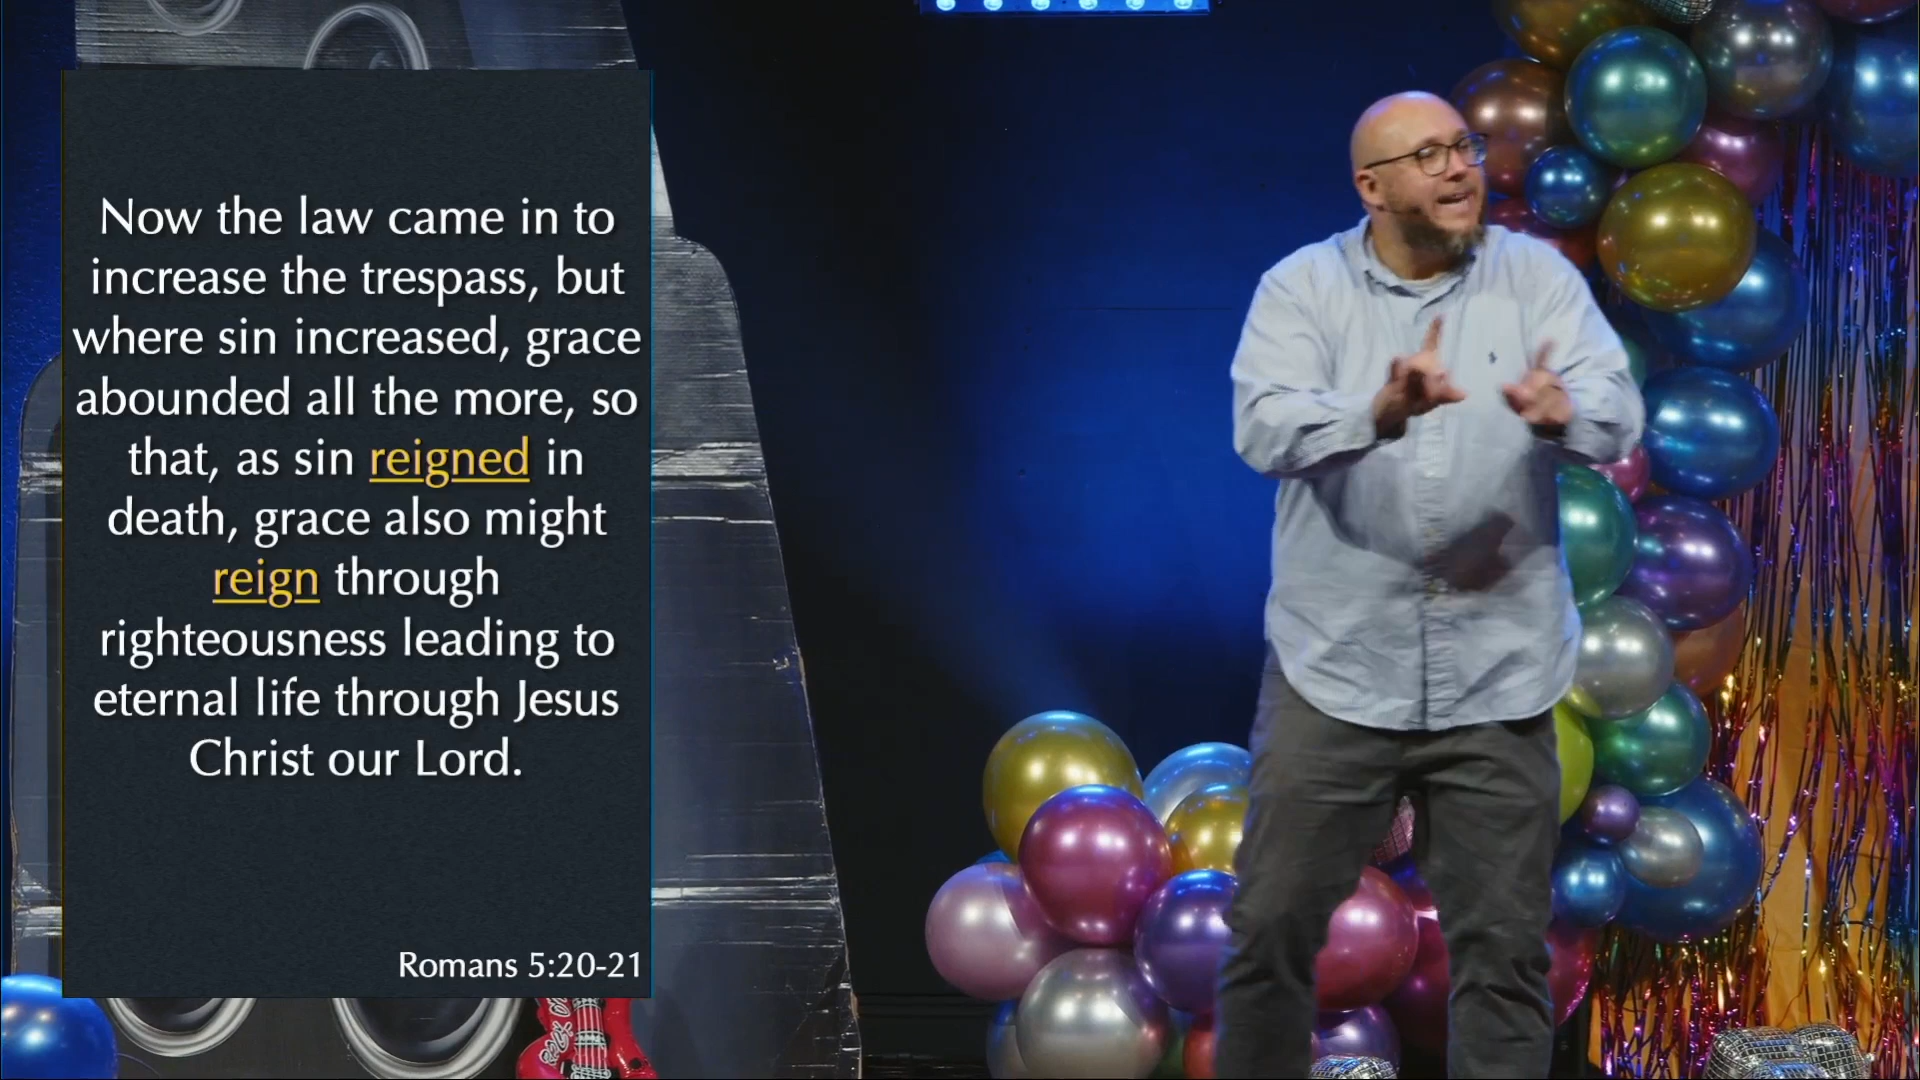 Now the law came in to
increase the trespass, but
where sin increased, grace
abounded all the more, so
that, as sin reigned in
death, grace also might
reign through
righteousness leading to
eternal life through Jesus
Christ our Lord.
Romans 5:20-21